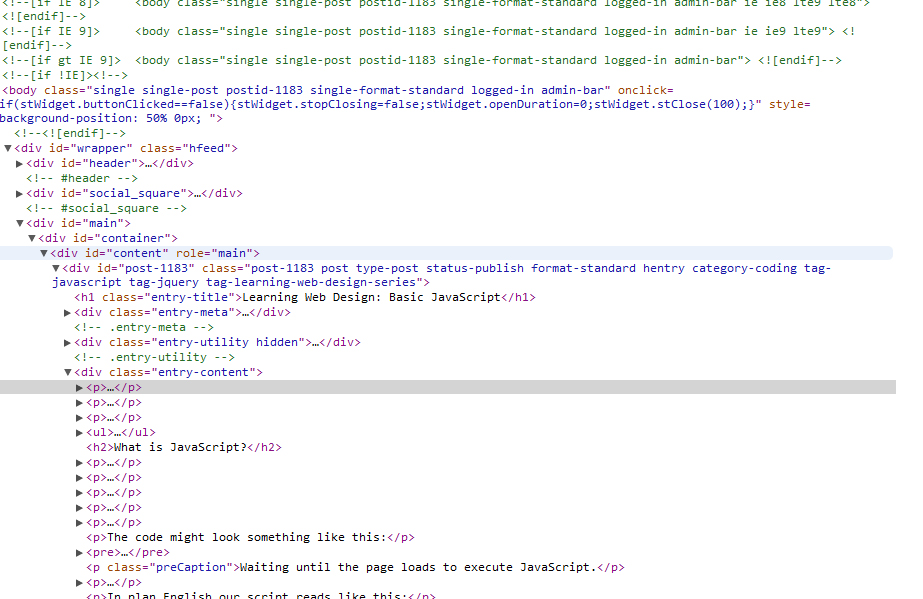 <!--[if IE 8]> <body class="single single-post postid-1183 single-format-standard logged-in admin-bar ie ie8 lte9 lte8">
<![endif]-->
<!--[if IE 9]> <body class="single single-post postid-1183 single-format-standard logged-in admin-bar ie ie9 lte9"> <!
[endif]-->
<!--[if gt IE 9]> <body class="single single-post postid-1183 single-format-standard logged-in admin-bar"> <![endif]-->
<!--[if !IE]><!-->
<body class="single single-post postid-1183 single-format-standard logged-in admin-bar" onclick=
if(stWidget.buttonClicked==false){stWidget.stopClosing=false;stWidget.openDuration=0;stWidget.stClose(100);}" style=
background-position: 50% 0px; ">
<!--<![endif]-->
▼<div id="wrapper" class="hfeed">
▶<div id="header">…</div>
<!-- #header -->
▶<div id="social_square">…</div>
<!-- #social_square -->
▼<div id="main">
▼<div id="container">
▼<div id="content" role="main">
▼<div id="post-1183" class="post-1183 post type-post status-publish format-standard hentry category-coding tag-
javascript tag-jquery tag-learning-web-design-series">
<h1 class="entry-title">Learning Web Design: Basic JavaScript</h1>
▶<div class="entry-meta">…</div>
<!-- .entry-meta -->
▶<div class="entry-utility hidden">…</div>
<!-- .entry-utility -->
▼<div class="entry-content">
▶<p>…</p>
▶<p>…</p>
▶<p>…</p>
▶<ul>…</ul>
<h2>What is JavaScript?</h2>
▶<p>…</p>
▶<p>…</p>
▶<p>…</p>
▶<p>…</p>
▶<p>…</p>
<p>The code might look something like this:</p>
▶<pre>…</pre>
<p class="preCaption">Waiting until the page loads to execute JavaScript.</p>
▶<p>…</p>
<p>In plan English our script reads like this:</p>